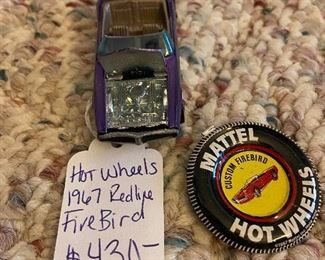 Hot Wheels
1967 Redline
FireBird
$430-
MATTEL
CUSTOM FIREBIRD
HOT WHEELS